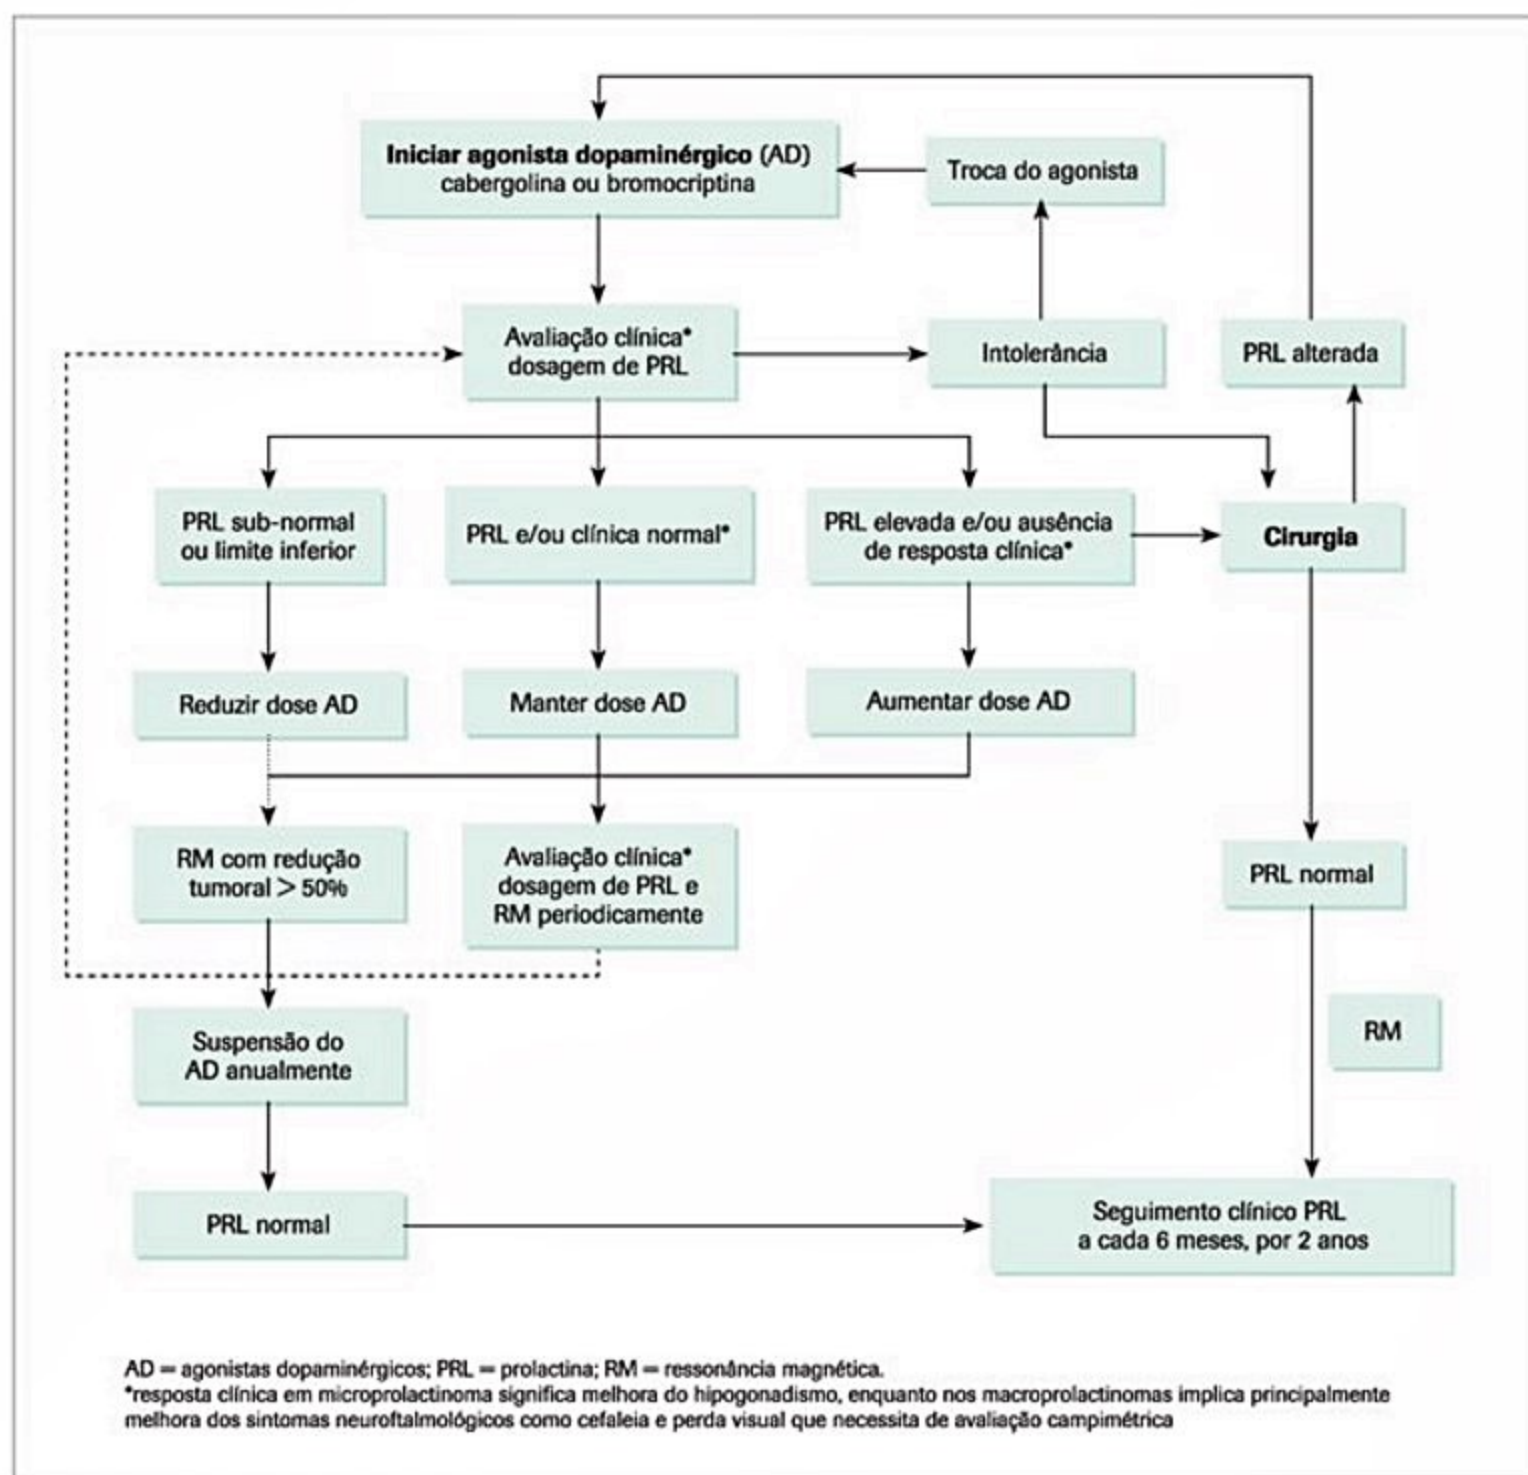 Iniciar agonista dopaminérgico (AD)
cabergolina ou bromocriptina
Troca do agonista
Avaliação clínica*
dosagem de PRL
Intolerância
PRL alterada
PRL sub-normal
ou limite inferior
PRL e/ou clínica normal*
PRL elevada e/ou ausência
de resposta clínica*
Cirurgia
Reduzir dose AD
Manter dose AD
Aumentar dose AD
RM com redução
tumoral > 50%
Avaliação clínica*
dosagem de PRL e
RM periodicamente
PRL normal
Suspensão do
AD anualmente
RM
PRL normal
Seguimento clínico PRL
a cada 6 meses, por 2 anos
AD = agonistas dopaminérgicos; PRL = prolactina; RM = ressonância magnética.
*resposta clínica em microprolactinoma significa melhora do hipogonadismo, enquanto nos macroprolactinomas implica principalmente
melhora dos sintomas neuroftalmológicos como cefaleia e perda visual que necessita de avaliação campimétrica